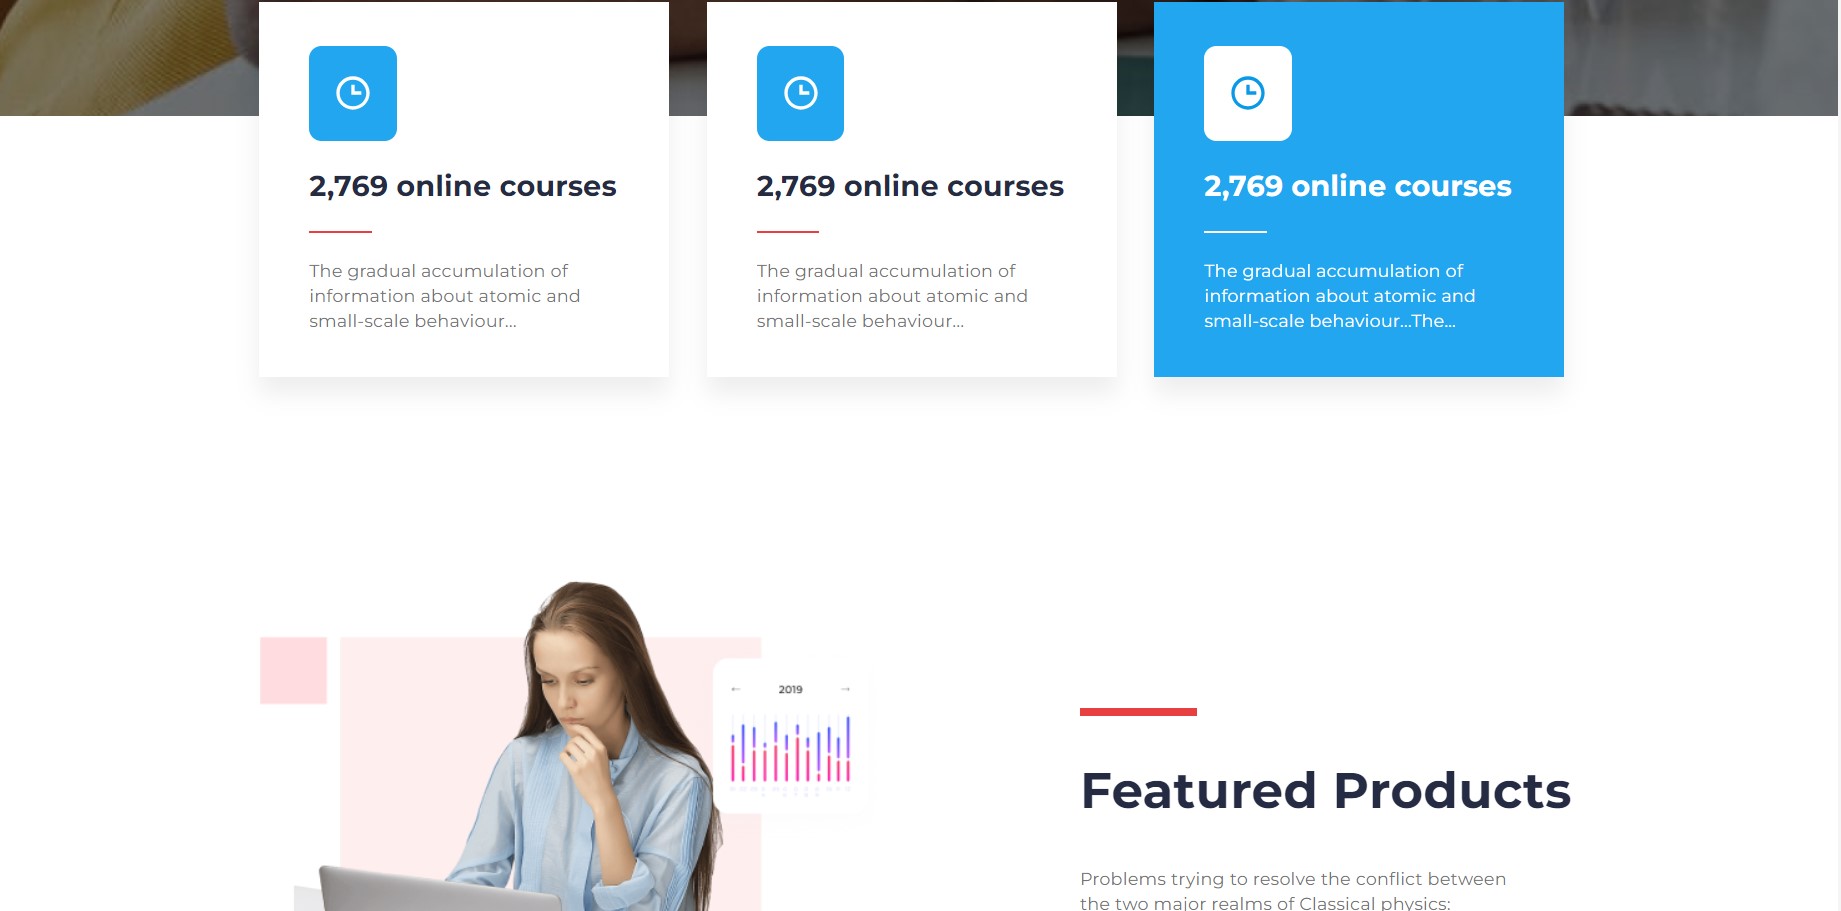 2,769 online courses
The gradual accumulation of
information about atomic and
small-scale behaviour...
2,769 online courses
The gradual accumulation of
information about atomic and
small-scale behaviour...
2,769 online courses
The gradual accumulation of
information about atomic and
small-scale behaviour...The...
← 2019 →
Featured Products
Problems trying to resolve the conflict between
the two major realms of Classical physics: